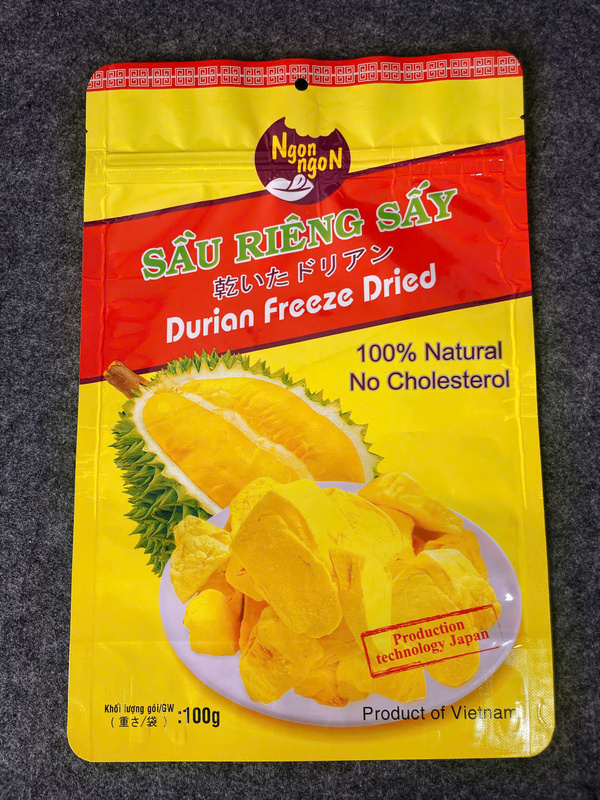 Ngon
ngoN
SẦU RIÊNG SẤY
乾いたドリアン
Durian Freeze Dried
100% Natural
No Cholesterol
Production
technology Japan
Khối lượng gói/GW
(重さ/袋) :100g
Product of Vietnam